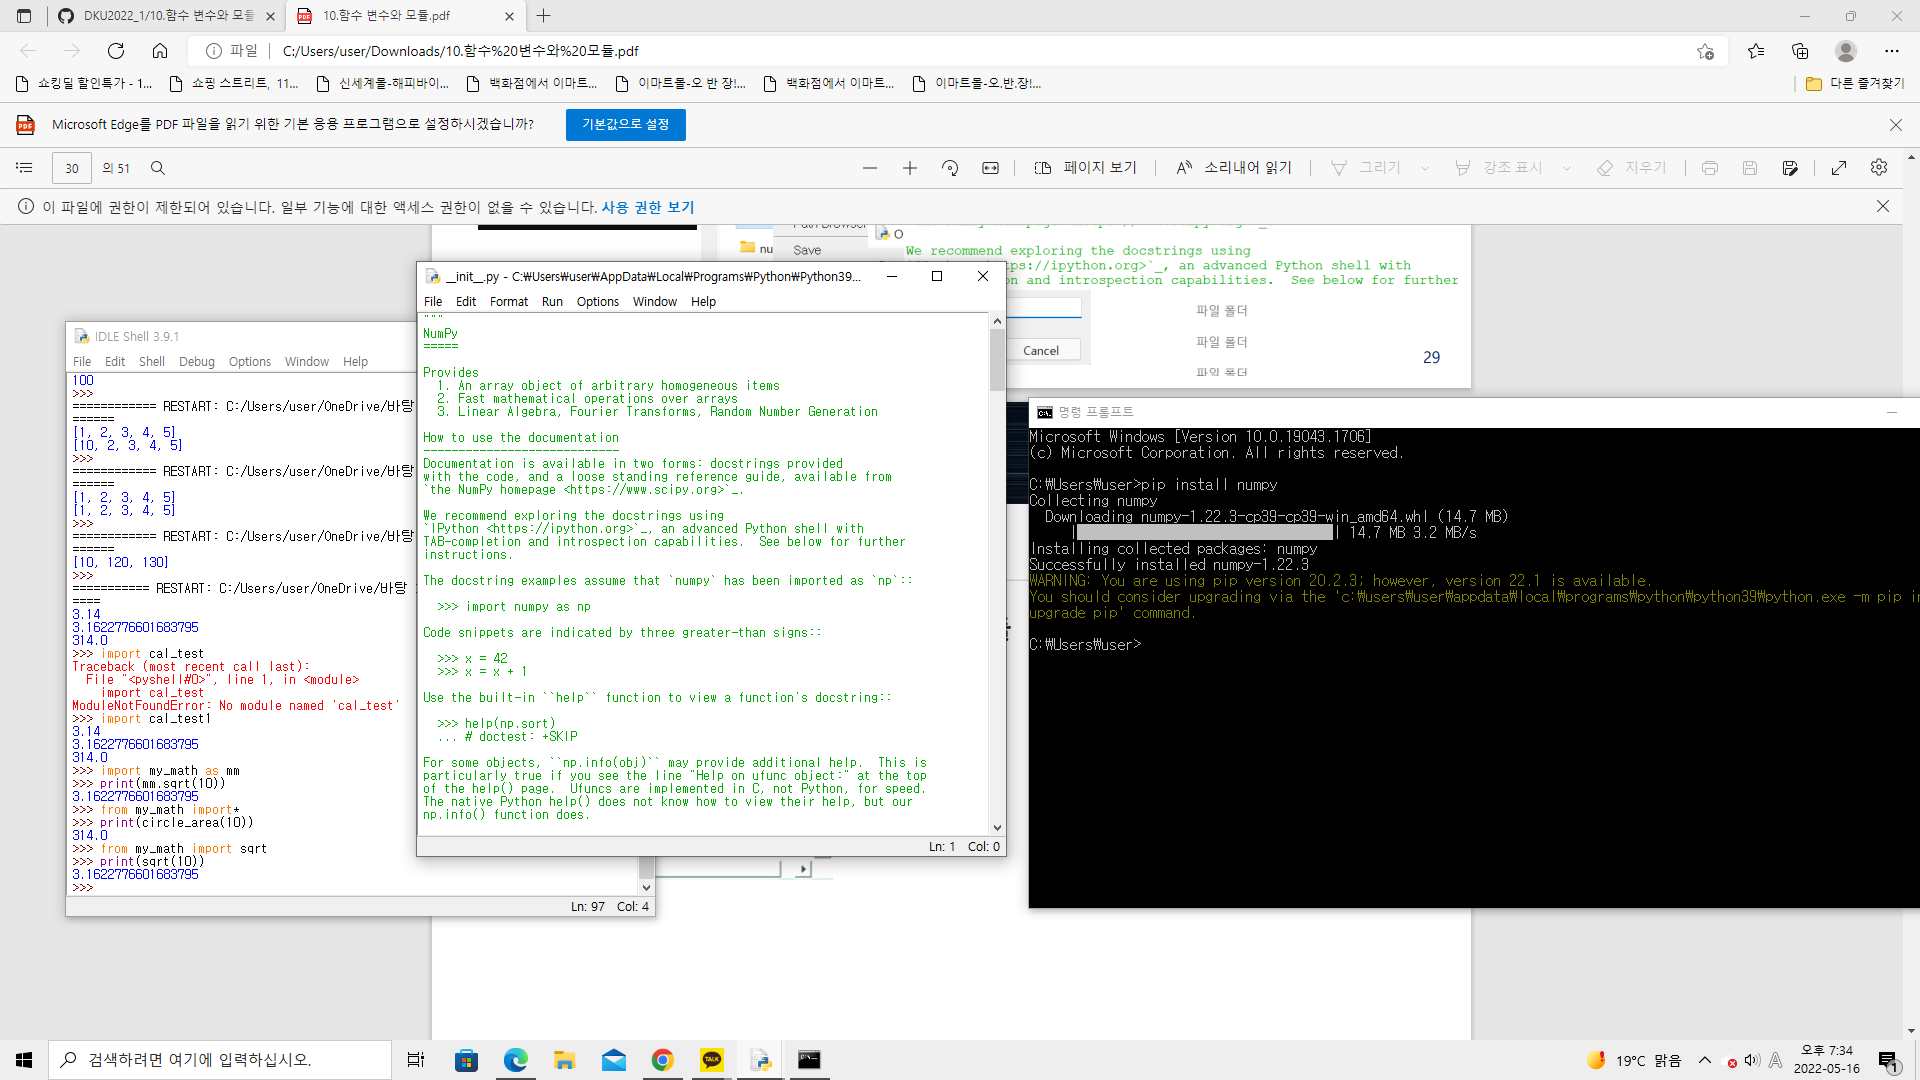 DKU2022_1/10.함수 변수와 모듈
10.함수 변수와 모듈.pdf
파일
C:/Users/user/Downloads/10.함수%20변수와%20모듈.pdf
쇼킹딜 할인특가 - 1...
쇼핑 스트리트, 11...
신세계몰-해피바이...
백화점에서 이마트...
이마트몰-오 반 장!...
백화점에서 이마트...
이마트몰-오.반.장!...
다른 즐겨찾기
Microsoft Edge를 PDF 파일을 읽기 위한 기본 응용 프로그램으로 설정하시겠습니까?
기본값으로 설정
30
의 51
페이지 보기
소리내어 읽기
그리기
강조 표시
지우기
이 파일에 권한이 제한되어 있습니다. 일부 기능에 대한 액세스 권한이 없을 수 있습니다. 사용 권한 보기
nu
Save
We recommend exploring the docstrings using
tps://ipython.org>`_, an advanced Python shell with
on and introspection capabilities.  See below for further
파일 폴더
파일 폴더
파일 폴더
Cancel
29
__init__.py - C:₩Users₩user₩AppData₩Local₩Programs₩Python₩Python39...
File Edit Format Run Options Window Help
"""
NumPy
=====
Provides
1. An array object of arbitrary homogeneous items
2. Fast mathematical operations over arrays
3. Linear Algebra, Fourier Transforms, Random Number Generation
How to use the documentation
----------------------------
Documentation is available in two forms: docstrings provided
with the code, and a loose standing reference guide, available from
`the NumPy homepage <https://www.scipy.org>`_.
We recommend exploring the docstrings using
`IPython <https://ipython.org>`_, an advanced Python shell with
TAB-completion and introspection capabilities.  See below for further
instructions.
The docstring examples assume that `numpy` has been imported as `np`::
>>> import numpy as np
Code snippets are indicated by three greater-than signs::
>>> x = 42
>>> x = x + 1
Use the built-in ``help`` function to view a function's docstring::
>>> help(np.sort)
... # doctest: +SKIP
For some objects, ``np.info(obj)`` may provide additional help.  This is
particularly true if you see the line "Help on ufunc object:" at the top
of the help() page.  Ufuncs are implemented in C, not Python, for speed.
The native Python help() does not know how to view their help, but our
np.info() function does.
Ln: 1 Col: 0
IDLE Shell 3.9.1
File Edit Shell Debug Options Window Help
100
>>>
============ RESTART: C:/Users/user/OneDrive/바탕
======
[1, 2, 3, 4, 5]
[10, 2, 3, 4, 5]
>>>
============ RESTART: C:/Users/user/OneDrive/바탕
======
[1, 2, 3, 4, 5]
[1, 2, 3, 4, 5]
>>>
============ RESTART: C:/Users/user/OneDrive/바탕
======
[10, 120, 130]
>>>
=========== RESTART: C:/Users/user/OneDrive/바탕
====
3.14
3.1622776601683795
314.0
>>> import cal_test
Traceback (most recent call last):
File "<pyshell#0>", line 1, in <module>
import cal_test
ModuleNotFoundError: No module named 'cal_test'
>>> import cal_test1
3.14
3.1622776601683795
314.0
>>> import my_math as mm
>>> print(mm.sqrt(10))
3.1622776601683795
>>> from my_math import*
>>> print(circle_area(10))
314.0
>>> from my_math import sqrt
>>> print(sqrt(10))
3.1622776601683795
>>>
Ln: 97 Col: 4
명령 프롬프트
Microsoft Windows [Version 10.0.19043.1706]
(c) Microsoft Corporation. All rights reserved.
C:₩Users₩user>pip install numpy
Collecting numpy
Downloading numpy-1.22.3-cp39-cp39-win_amd64.whl (14.7 MB)
| | 14.7 MB 3.2 MB/s
Installing collected packages: numpy
Successfully installed numpy-1.22.3
WARNING: You are using pip version 20.2.3; however, version 22.1 is available.
You should consider upgrading via the 'c:₩users₩user₩appdata₩local₩programs₩python₩python39₩python.exe -m pip in
upgrade pip' command.
C:₩Users₩user>
검색하려면 여기에 입력하십시오.
TALK
19°C 맑음
오후 7:34
2022-05-16
1